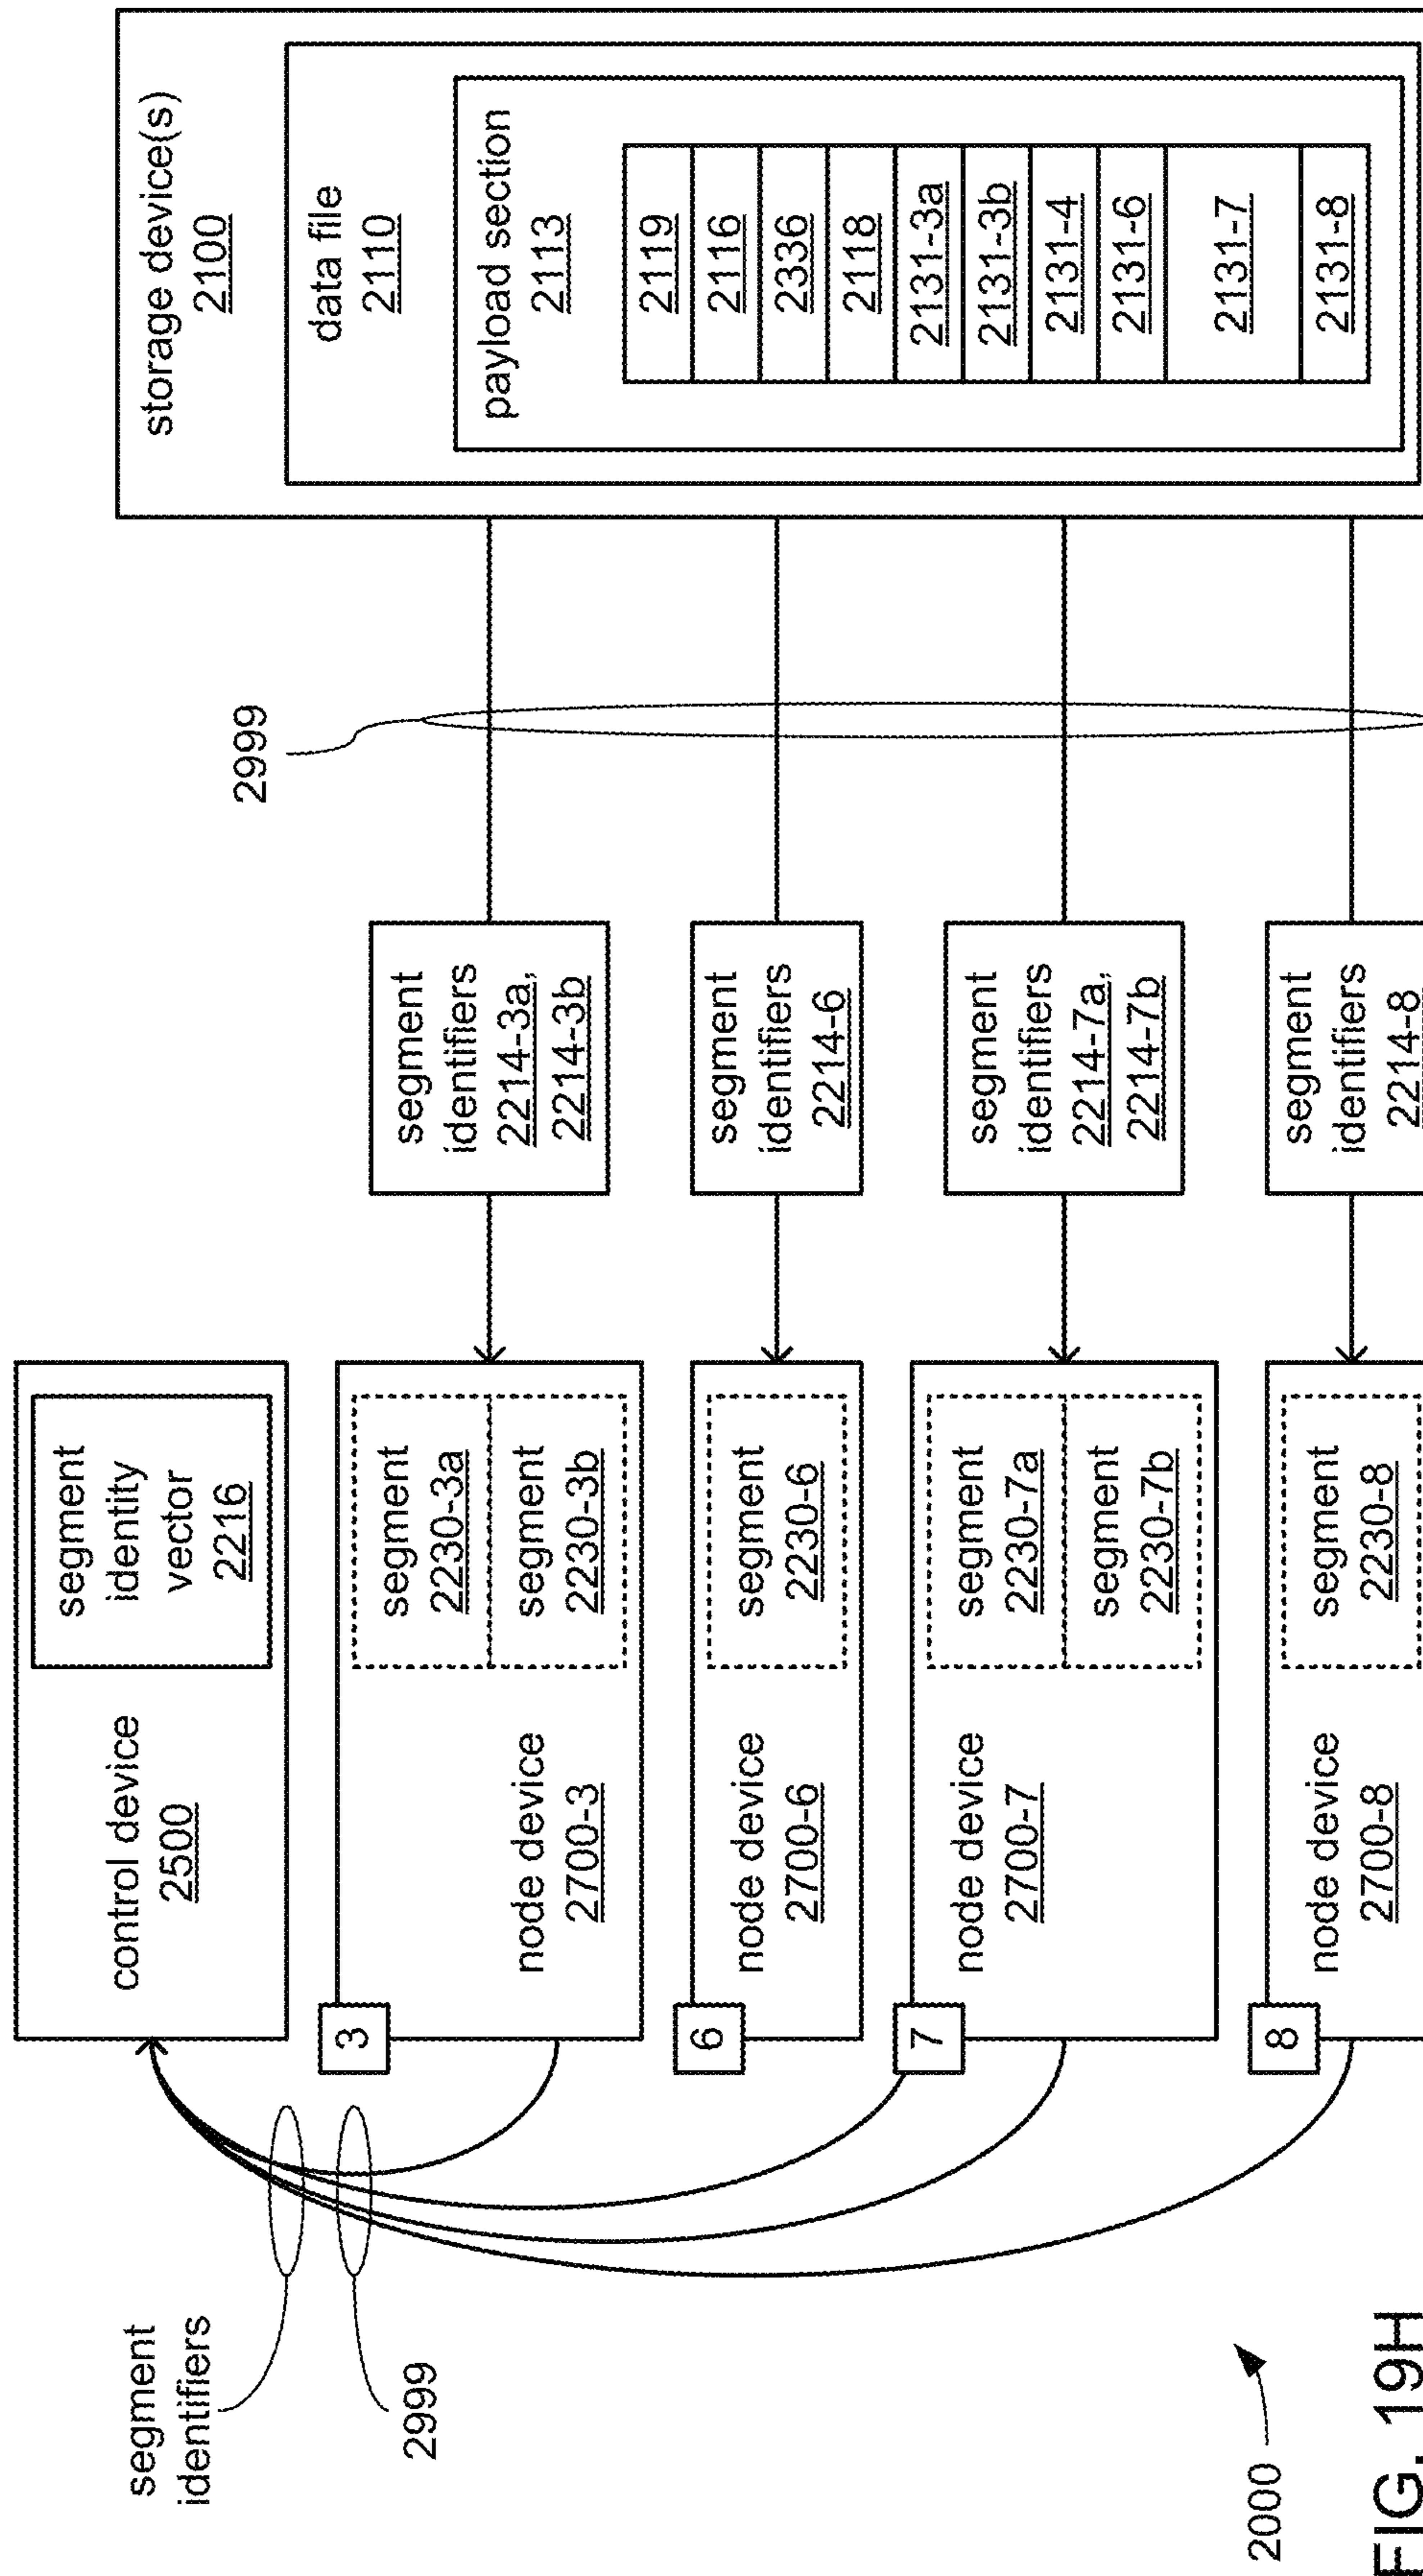 segment
identifiers
2999
control device
2500
segment
identity
vector
2216
3
node device
2700-3
segment
2230-3a
segment
2230-3b
6
node device
2700-6
segment
2230-6
7
node device
2700-7
segment
2230-7a
segment
2230-7b
8
node device
2700-8
segment
2230-8
segment
identifiers
2214-3a,
2214-3b
segment
identifiers
2214-6
segment
identifiers
2214-7a,
2214-7b
segment
identifiers
2214-8
2999
storage device(s)
2100
data file
2110
payload section
2113
2119
2116
2336
2118
2131-3a
2131-3b
2131-4
2131-6
2131-7
2131-8
2000
FIG. 19H